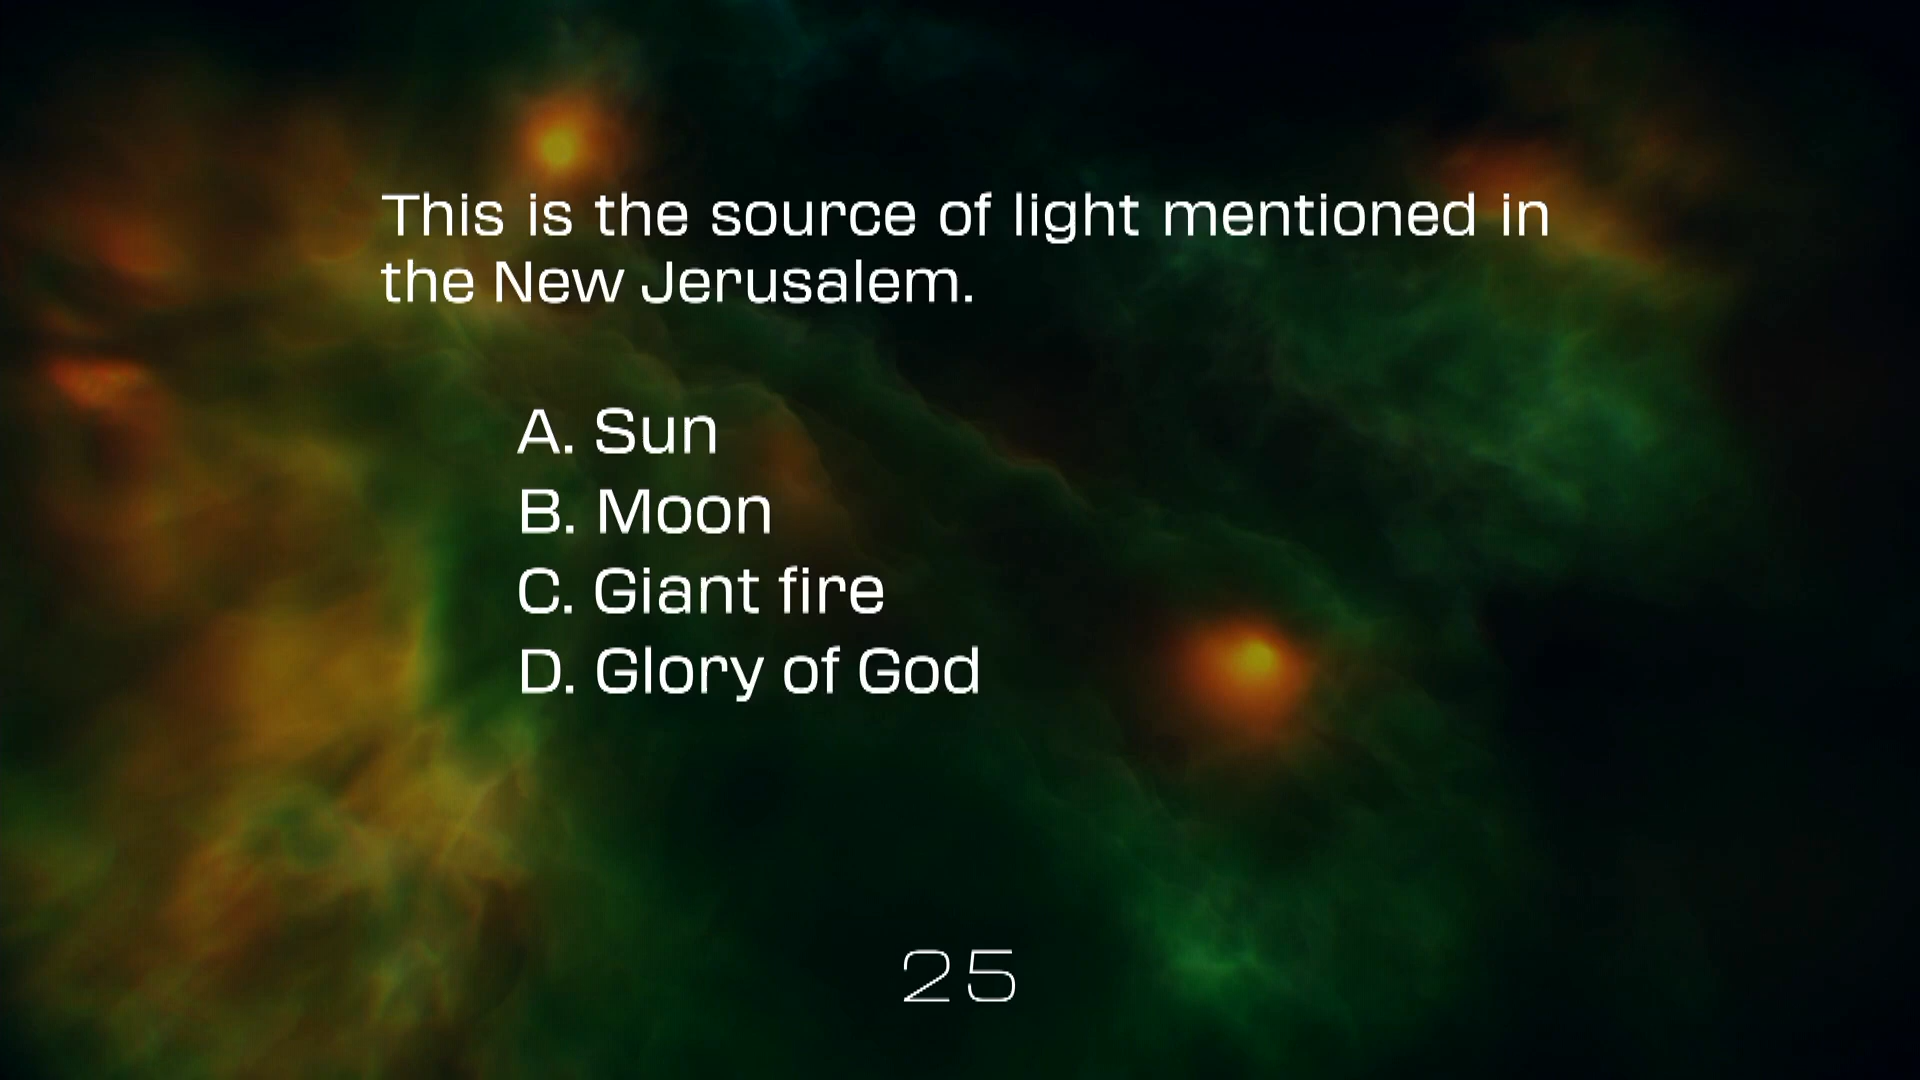 This is the source of light mentioned in
the New Jerusalem.
A. Sun
B. Moon
C. Giant fire
D. Glory of God
25